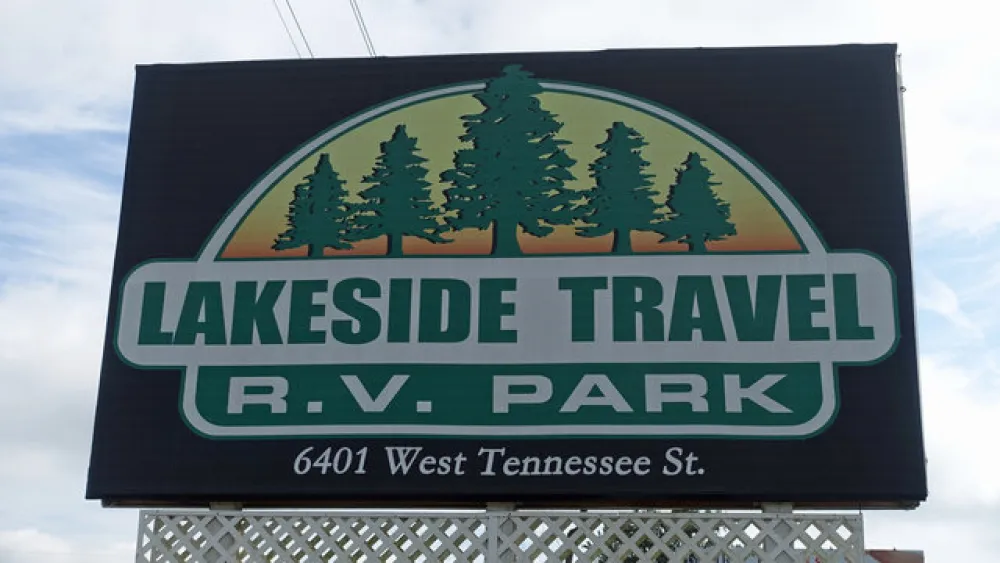 LAKESIDE TRAVEL
R.V. PARK
6401 West Tennessee St.